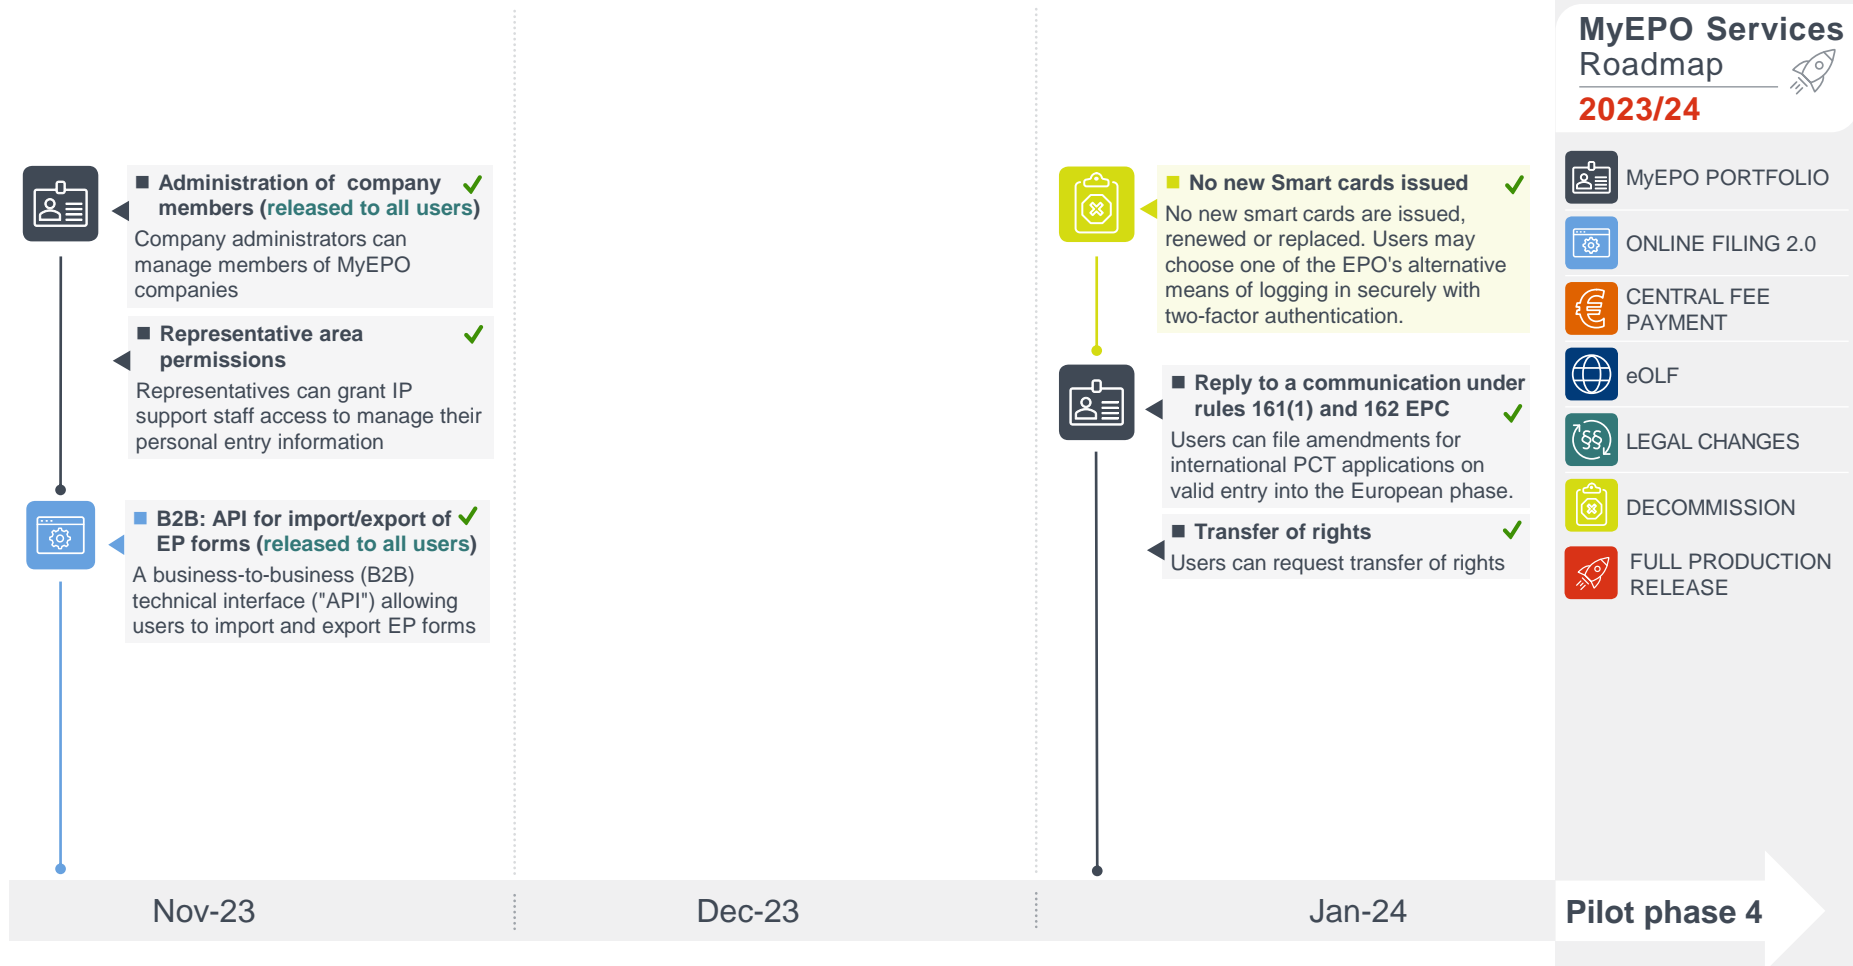 MyEPO Services
Roadmap
2023/24
■ Administration of company
members (released to all users)
Company administrators can
manage members of MyEPO
companies
■ Representative area
permissions
Representatives can grant IP
support staff access to manage their
personal entry information
■ B2B: API for import/export of
EP forms (released to all users)
A business-to-business (B2B)
technical interface ("API") allowing
users to import and export EP forms
■ No new Smart cards issued
No new smart cards are issued,
renewed or replaced. Users may
choose one of the EPO's alternative
means of logging in securely with
two-factor authentication.
■ Reply to a communication under
rules 161(1) and 162 EPC
Users can file amendments for
international PCT applications on
valid entry into the European phase.
■ Transfer of rights
Users can request transfer of rights
MyEPO PORTFOLIO
ONLINE FILING 2.0
CENTRAL FEE
PAYMENT
eOLF
§§
LEGAL CHANGES
DECOMMISSION
FULL PRODUCTION
RELEASE
Nov-23
Dec-23
Jan-24
Pilot phase 4